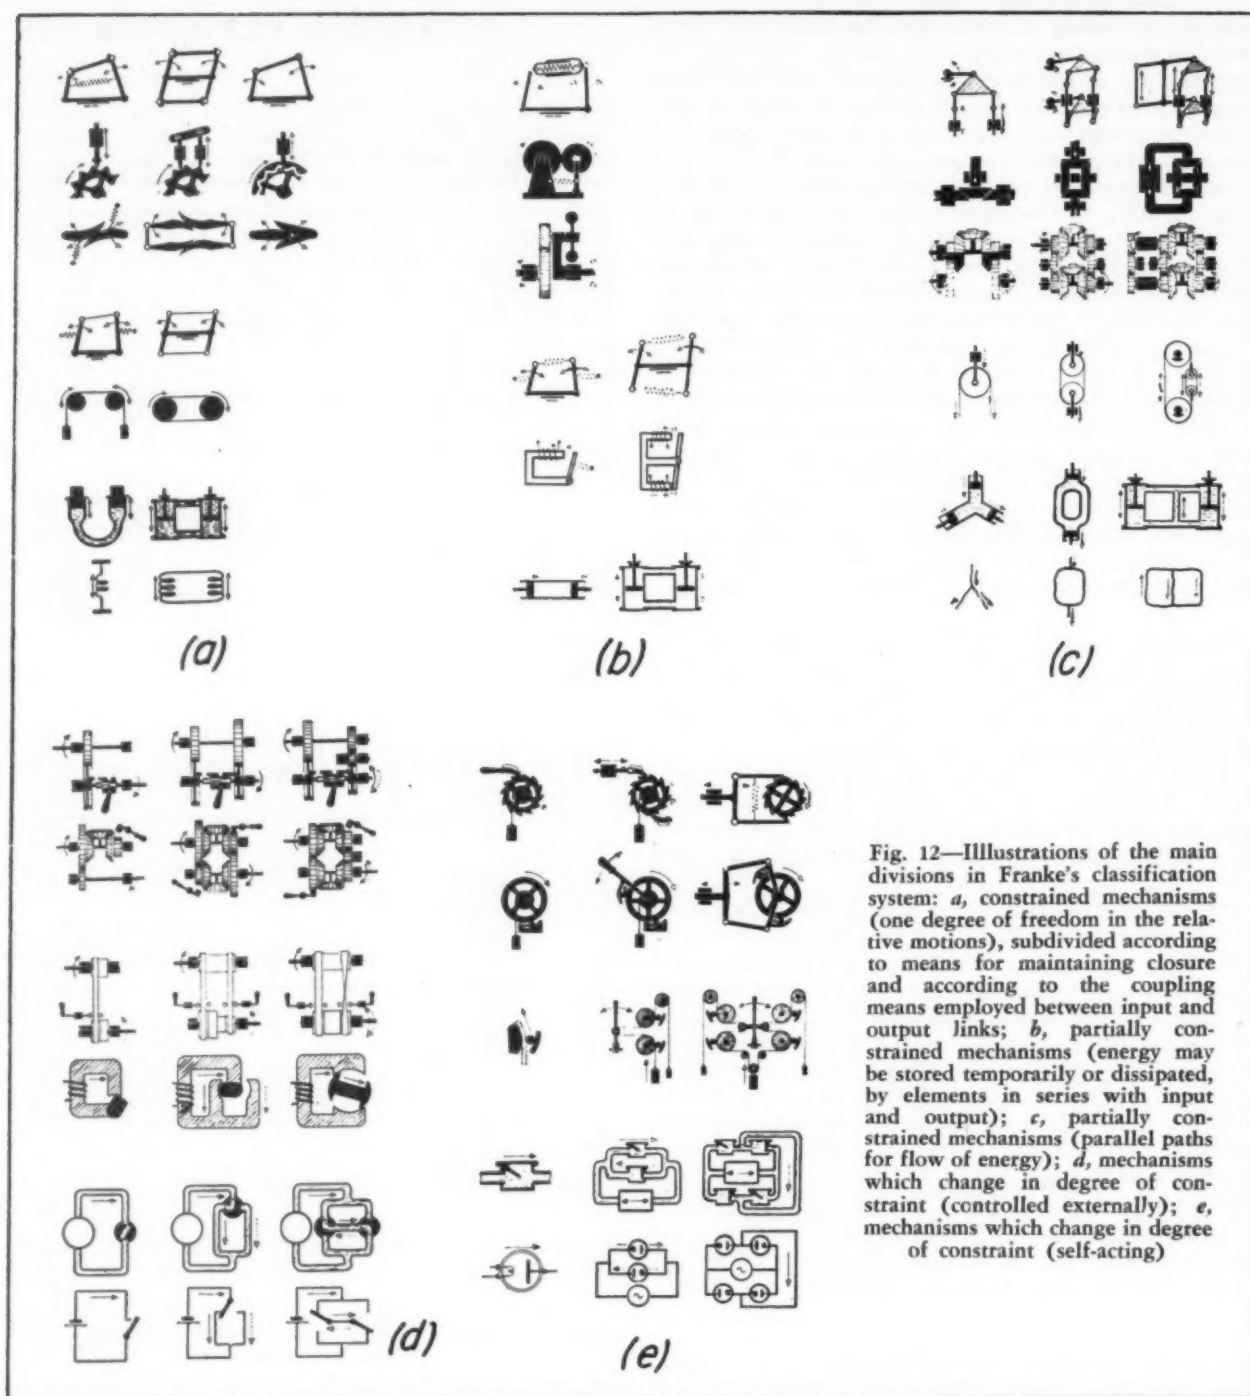 (a)
(b)
(c)
(d)
(e)
Fig. 12—Illlustrations of the main
divisions in Franke's classification
system: a, constrained mechanisms
(one degree of freedom in the rela-
tive motions), subdivided according
to means for maintaining closure
and according to the coupling
means employed between input and
output links; b, partially con-
strained mechanisms (energy may
be stored temporarily or dissipated,
by elements in series with input
and output); c, partially con-
strained mechanisms (parallel paths
for flow of energy); d, mechanisms
which change in degree of con-
straint (controlled externally); e,
mechanisms which change in degree
of constraint (self-acting)